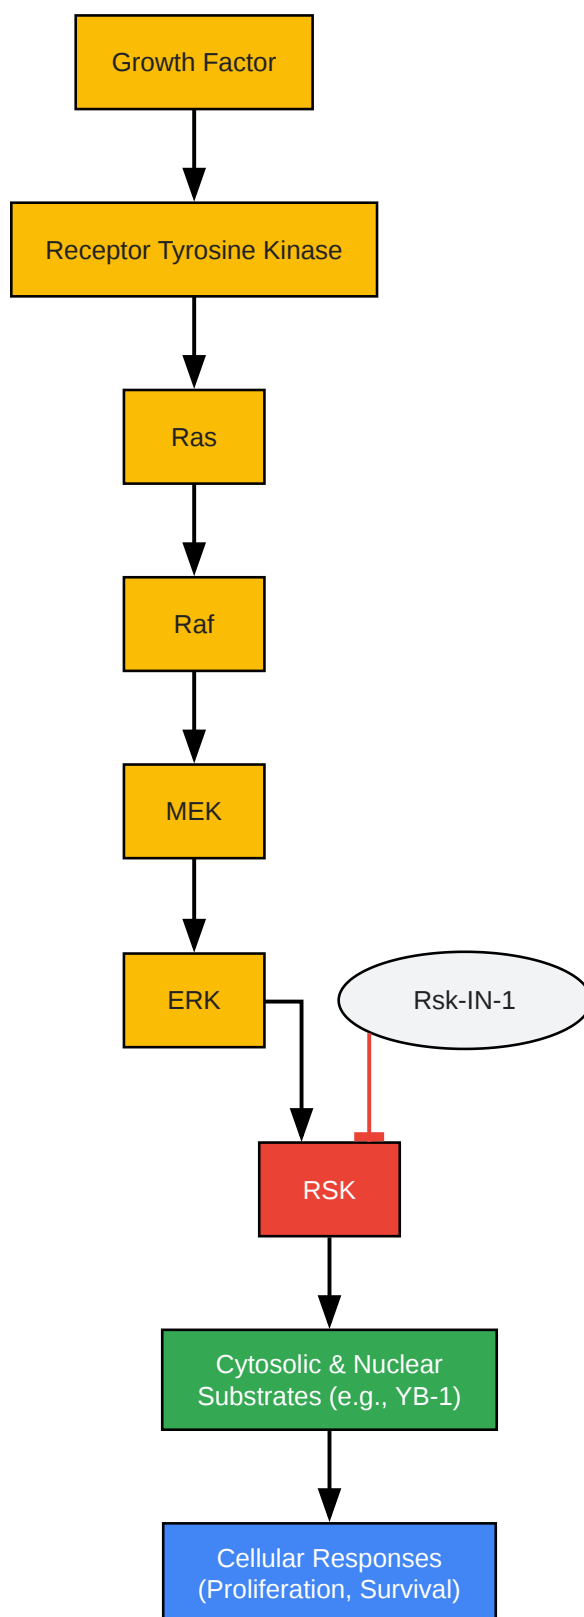 Growth Factor
Receptor Tyrosine Kinase
Ras
Raf
MEK
ERK
Rsk-IN-1
RSK
Cytosolic & Nuclear
Substrates (e.g., YB-1)
Cellular Responses
(Proliferation, Survival)